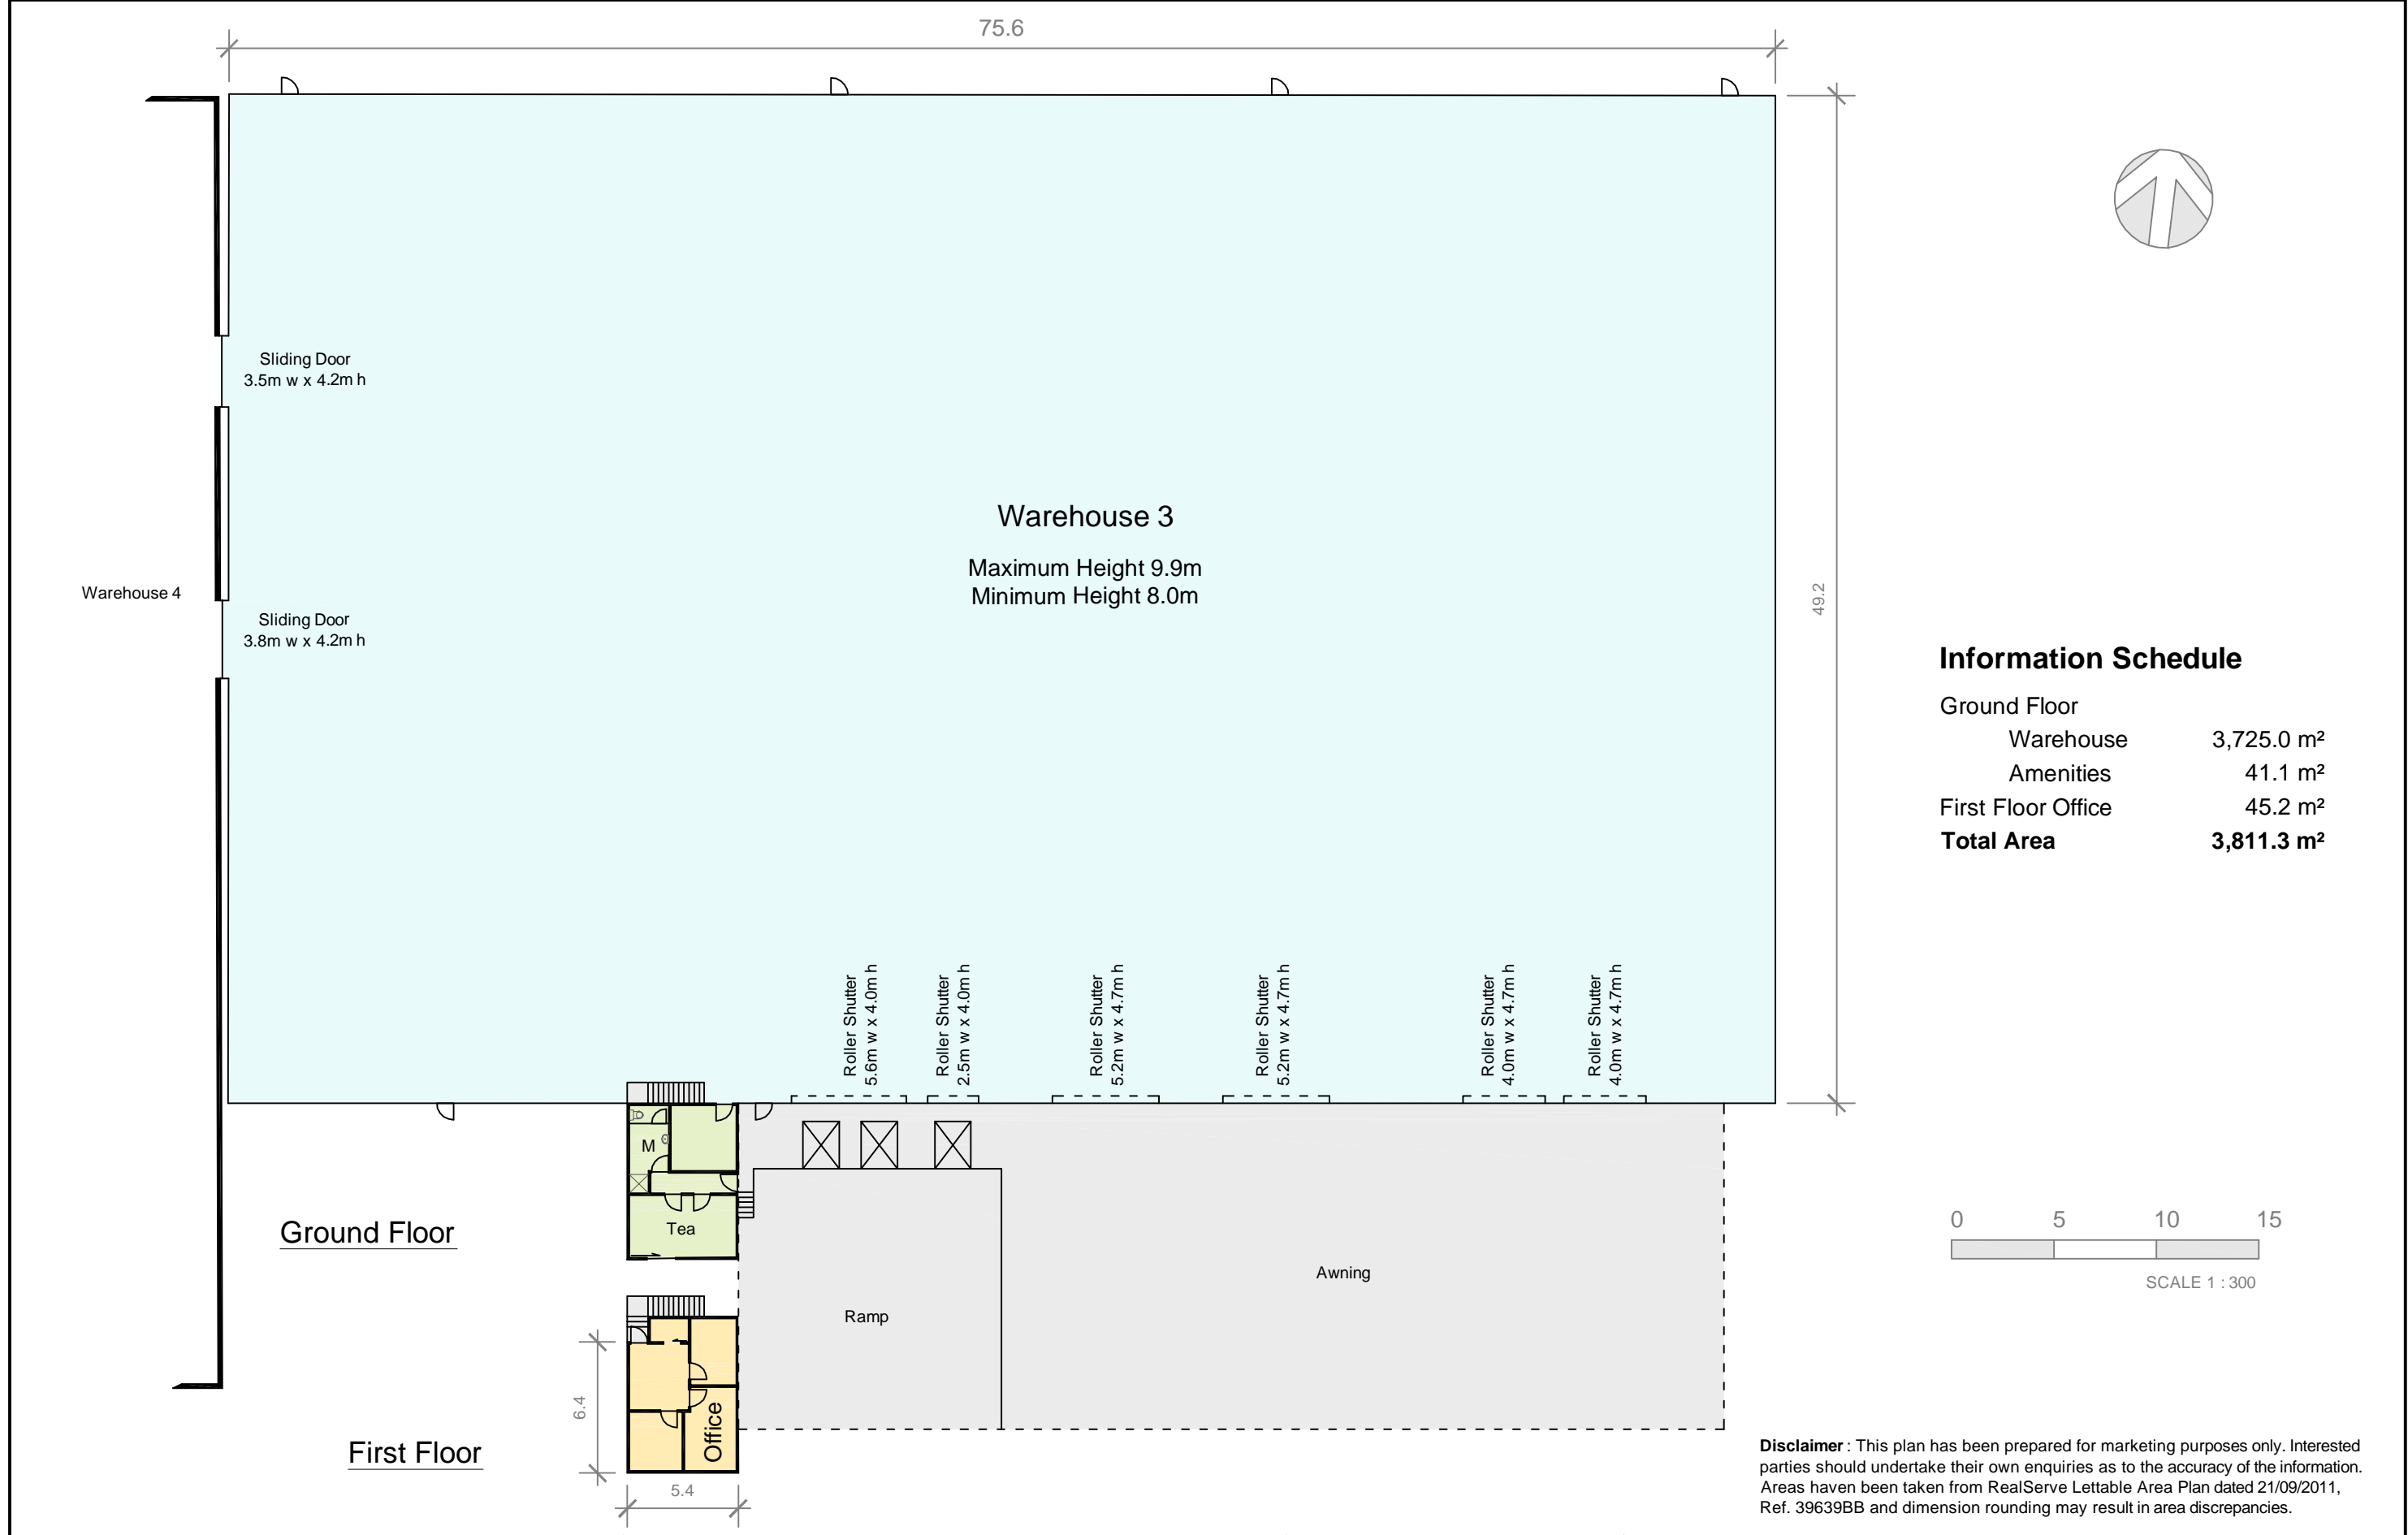 75.6
Sliding Door
3.5m w x 4.2m h
Warehouse 3
Maximum Height 9.9m
Minimum Height 8.0m
49.2
Warehouse 4
Sliding Door
3.8m w x 4.2m h
Information Schedule
Ground Floor
Warehouse 3,725.0 m²
Amenities 41.1 m²
First Floor Office 45.2 m²
Total Area 3,811.3 m²
Roller Shutter
5.6m w x 4.0m h
Roller Shutter
2.5m w x 4.0m h
Roller Shutter
5.2m w x 4.7m h
Roller Shutter
5.2m w x 4.7m h
Roller Shutter
4.0m w x 4.7m h
Roller Shutter
4.0m w x 4.7m h
M
Tea
Ground Floor
Awning
Ramp
0 5 10 15
SCALE 1 : 300
6.4
Office
First Floor
5.4
Disclaimer : This plan has been prepared for marketing purposes only. Interested
parties should undertake their own enquiries as to the accuracy of the information.
Areas haven been taken from RealServe Lettable Area Plan dated 21/09/2011,
Ref. 39639BB and dimension rounding may result in area discrepancies.